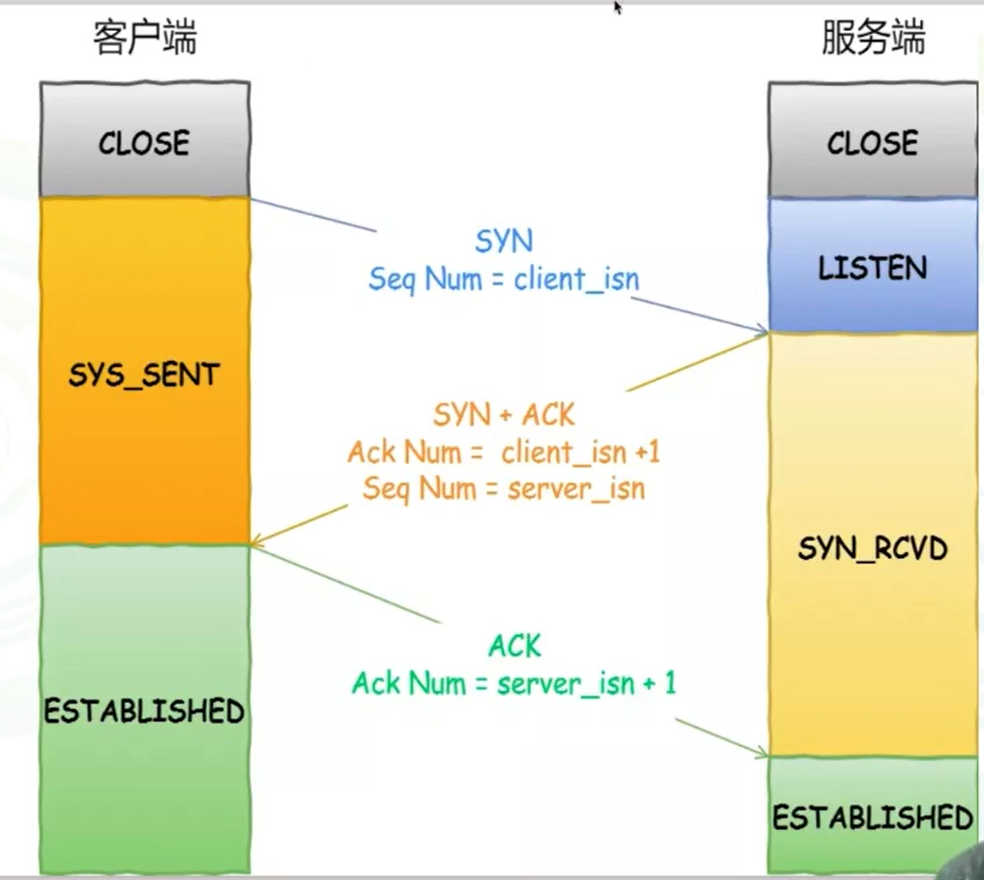 客户端
服务端
CLOSE
CLOSE
SYN
Seq Num = client_isn
LISTEN
SYS_SENT
SYN + ACK
Ack Num = client_isn +1
Seq Num = server_isn
SYN_RCVD
ACK
Ack Num = server_isn + 1
ESTABLISHED
ESTABLISHED